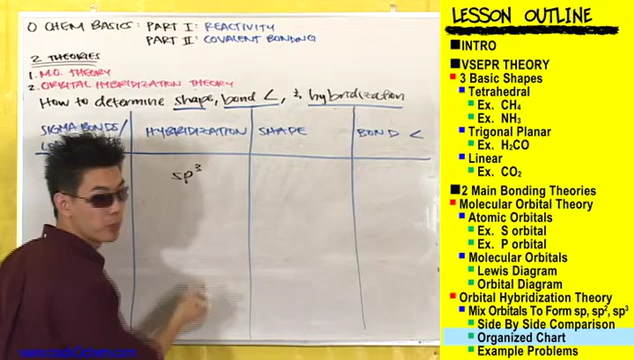 O CHEM BASICS: PART I: REACTIVITY
PART II: COVALENT BONDING
2 THEORIES
1. M.O. THEORY
2. ORBITAL HYBRIDIZATION THEORY
HOW to determine shape, bond <, & hybridization
SIGMA BONDS/
HYBRIDIZATION
SHAPE
BOND <
sp³
LESSON OUTLINE
INTRO
VSEPR THEORY
3 Basic Shapes
Tetrahedral
Ex. CH₄
Ex. NH₃
Trigonal Planar
Ex. H₂CO
Linear
Ex. CO₂
2 Main Bonding Theories
Molecular Orbital Theory
Atomic Orbitals
Ex. S orbital
Ex. P orbital
Molecular Orbitals
Lewis Diagram
Orbital Diagram
Orbital Hybridization Theory
Mix Orbitals To Form sp, sp², sp³
Side By Side Comparison
Organized Chart
Example Problems